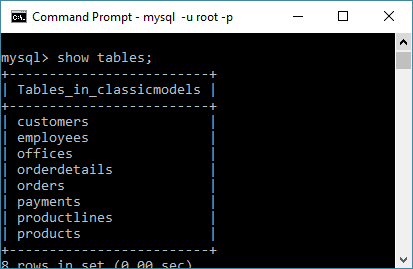 Command Prompt - mysql -u root -p
mysql> show tables;
+-------------------------+
| Tables_in_classicmodels |
+-------------------------+
| customers               |
| employees               |
| offices                 |
| orderdetails            |
| orders                  |
| payments                |
| productlines            |
| products                |
+-------------------------+
8 rows in set (0.00 sec)